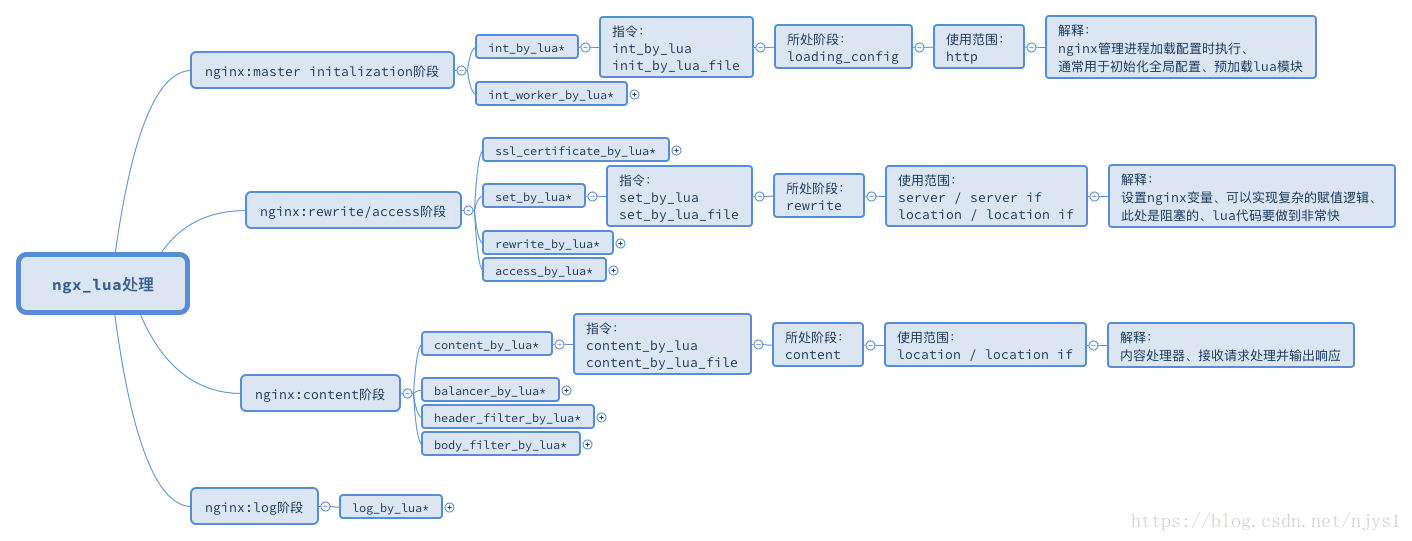 ngx_lua处理
nginx:master initalization阶段
int_by_lua*
指令:
int_by_lua
init_by_lua_file
所处阶段:
loading_config
使用范围:
http
解释:
nginx管理进程加载配置时执行、
通常用于初始化全局配置、预加载lua模块
int_worker_by_lua*
nginx:rewrite/access阶段
ssl_certificate_by_lua*
set_by_lua*
指令:
set_by_lua
set_by_lua_file
所处阶段:
rewrite
使用范围:
server / server if
location / location if
解释:
设置nginx变量、可以实现复杂的赋值逻辑、
此处是阻塞的、lua代码要做到非常快
rewrite_by_lua*
access_by_lua*
nginx:content阶段
content_by_lua*
指令:
content_by_lua
content_by_lua_file
所处阶段:
content
使用范围:
location / location if
解释:
内容处理器、接收请求处理并输出响应
balancer_by_lua*
header_filter_by_lua*
body_filter_by_lua*
nginx:log阶段
log_by_lua*
https://blog.csdn.net/njys1